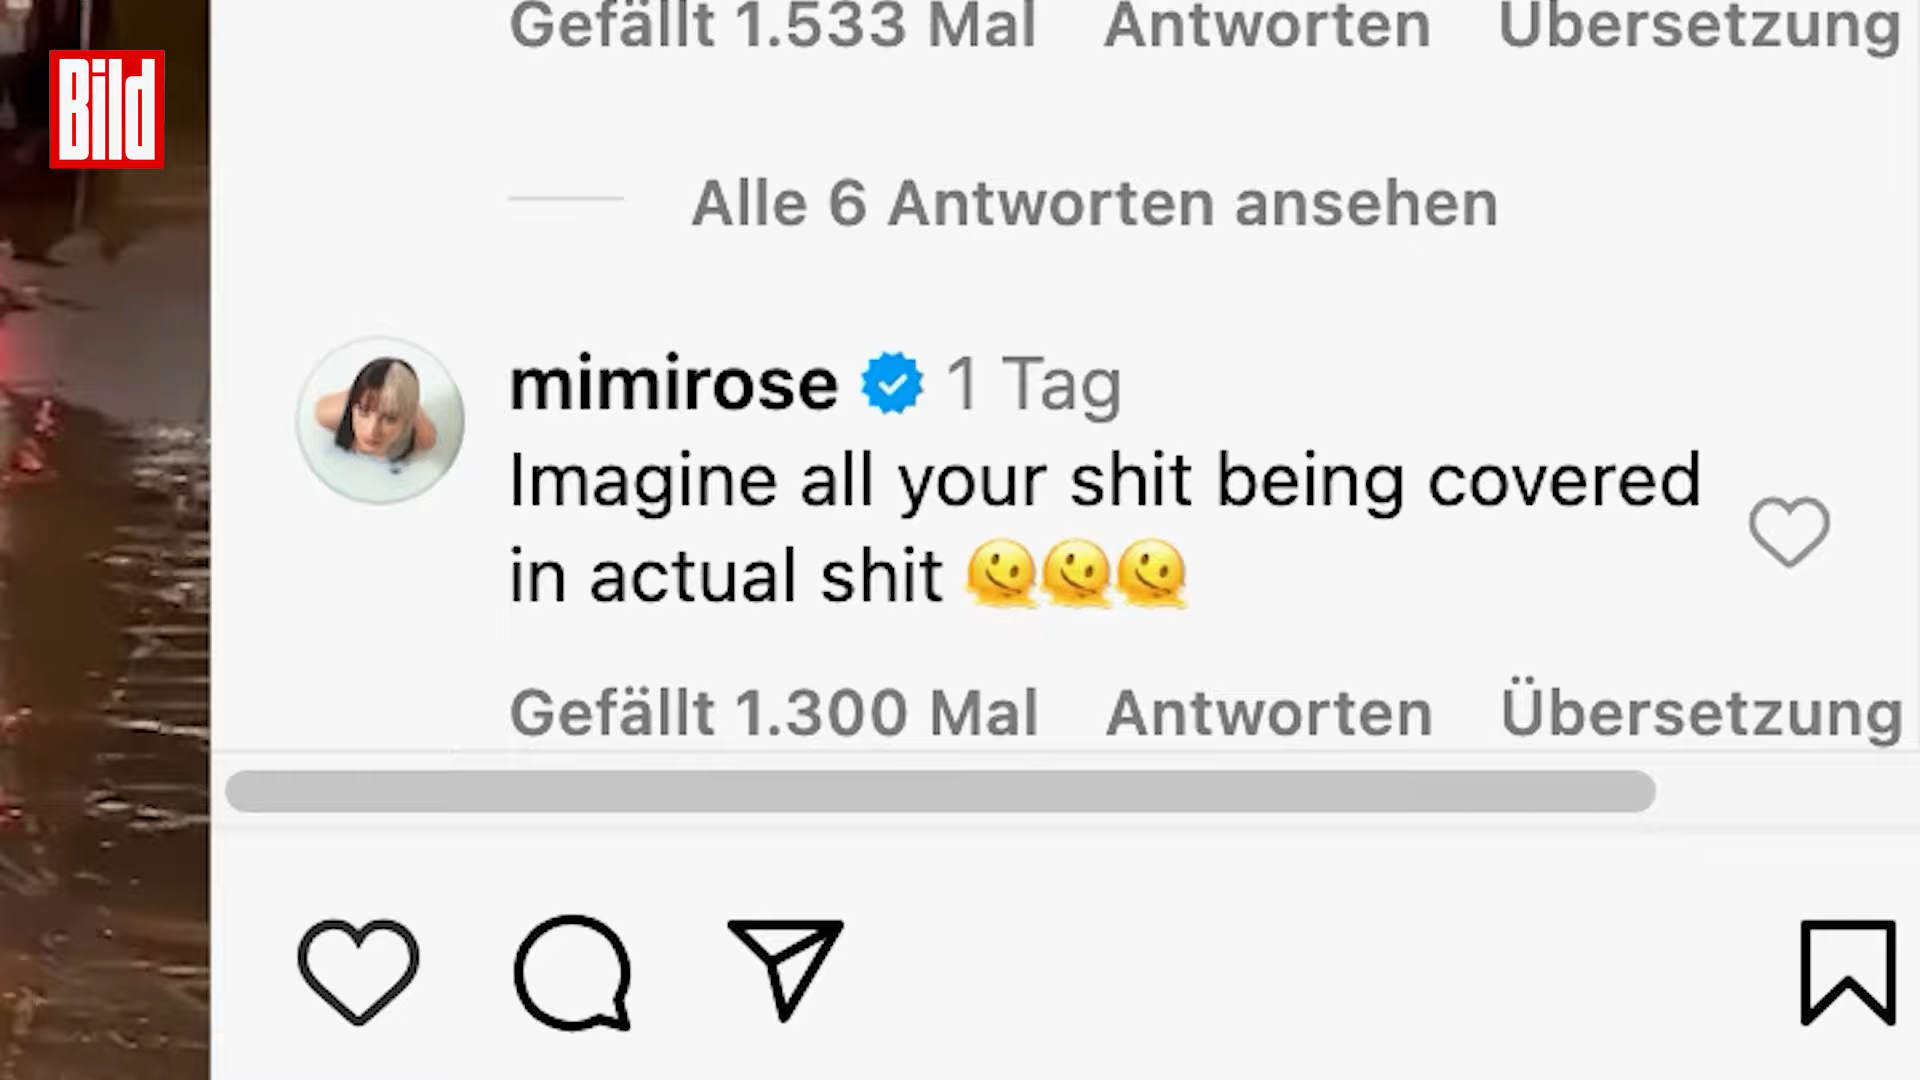 Bild
Gefällt 1.533 Mal Antworten Übersetzung
Alle 6 Antworten ansehen
mimirose 1 Tag
Imagine all your shit being covered
in actual shit 🫠🫠🫠
Gefällt 1.300 Mal Antworten Übersetzung